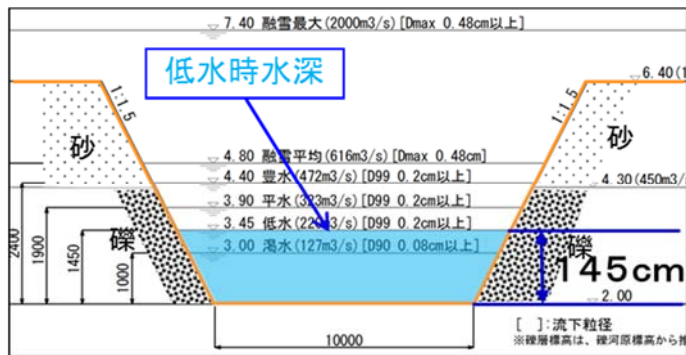 7.40 融雪最大(2000m3/s)[Dmax 0.48cm以上]
低水時水深
6.40(1
1:1.5
1:1.5
砂
砂
4.80 融雪平均(616m3/s)[Dmax 0.48cm]
4.40 豊水(472m3/s)[D99 0.2cm以上]
4.30(450m3/
3.90 平水(323m3/s)[D99 0.2cm以上]
3.45 低水(220m3/s)[D99 0.2cm以上]
3.00 渇水(127m3/s)[D90 0.08cm以上]
礫
礫
2400
1900
1450
1000
145cm
2.00
10000
[ ]:流下粒径
※礫層標高は、礫河原標高から推